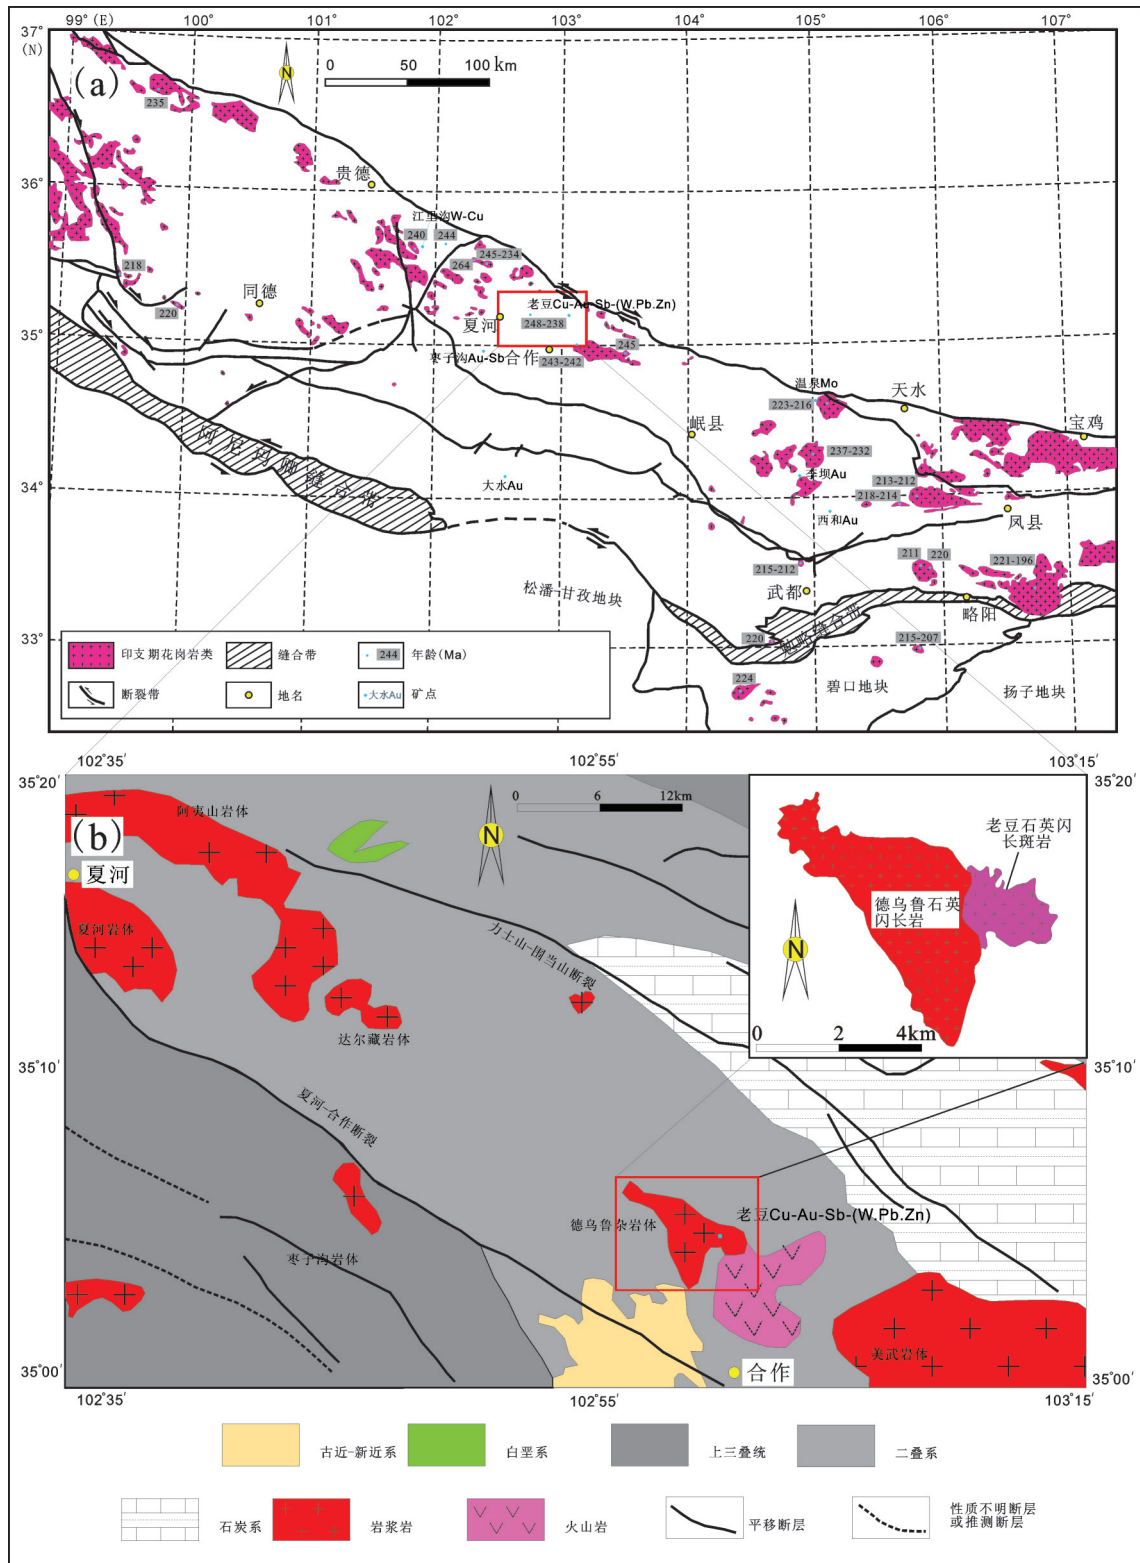 99°(E) 100° 101° 102° 103° 104° 105° 106° 107°
37°
(N)
(a)
N
0 50 100 km
235
贵德
36°
江里沟W-Cu
240 244
245-234
264
218
同德
220
老豆Cu-Au-Sb-(W.Pb.Zn)
夏河
248-238
35°
枣子沟Au-Sb
合作
243-242
245
温泉Mo
天水
223-216
宝鸡
岷县
237-232
李坝Au
阿尼玛卿缝合带
213-212
34°
大水Au
218-214
西和Au
凤县
211 220
221-196
215-212
武都
松潘-甘孜地块
略阳
勉略缝合带
33°
220
215-207
224
碧口地块
扬子地块
印支期花岗岩类
缝合带
244 年龄(Ma)
断裂带
地名
大水Au 矿点
102°35′ 102°55′ 103°15′
35°20′ 35°20′
(b)
阿夷山岩体
0 6 12km
N
夏河
老豆石英闪
长斑岩
夏河岩体
德乌鲁石英
闪长岩
N
力士山-围当山断裂
达尔藏岩体
0 2 4km
35°10′ 35°10′
夏河-合作断裂
德乌鲁杂岩体
老豆Cu-Au-Sb-(W.Pb.Zn)
枣子沟岩体
美武岩体
合作
35°00′ 35°00′
102°35′ 102°55′ 103°15′
古近-新近系
白垩系
上三叠统
二叠系
石炭系
岩浆岩
火山岩
平移断层
性质不明断层
或推测断层